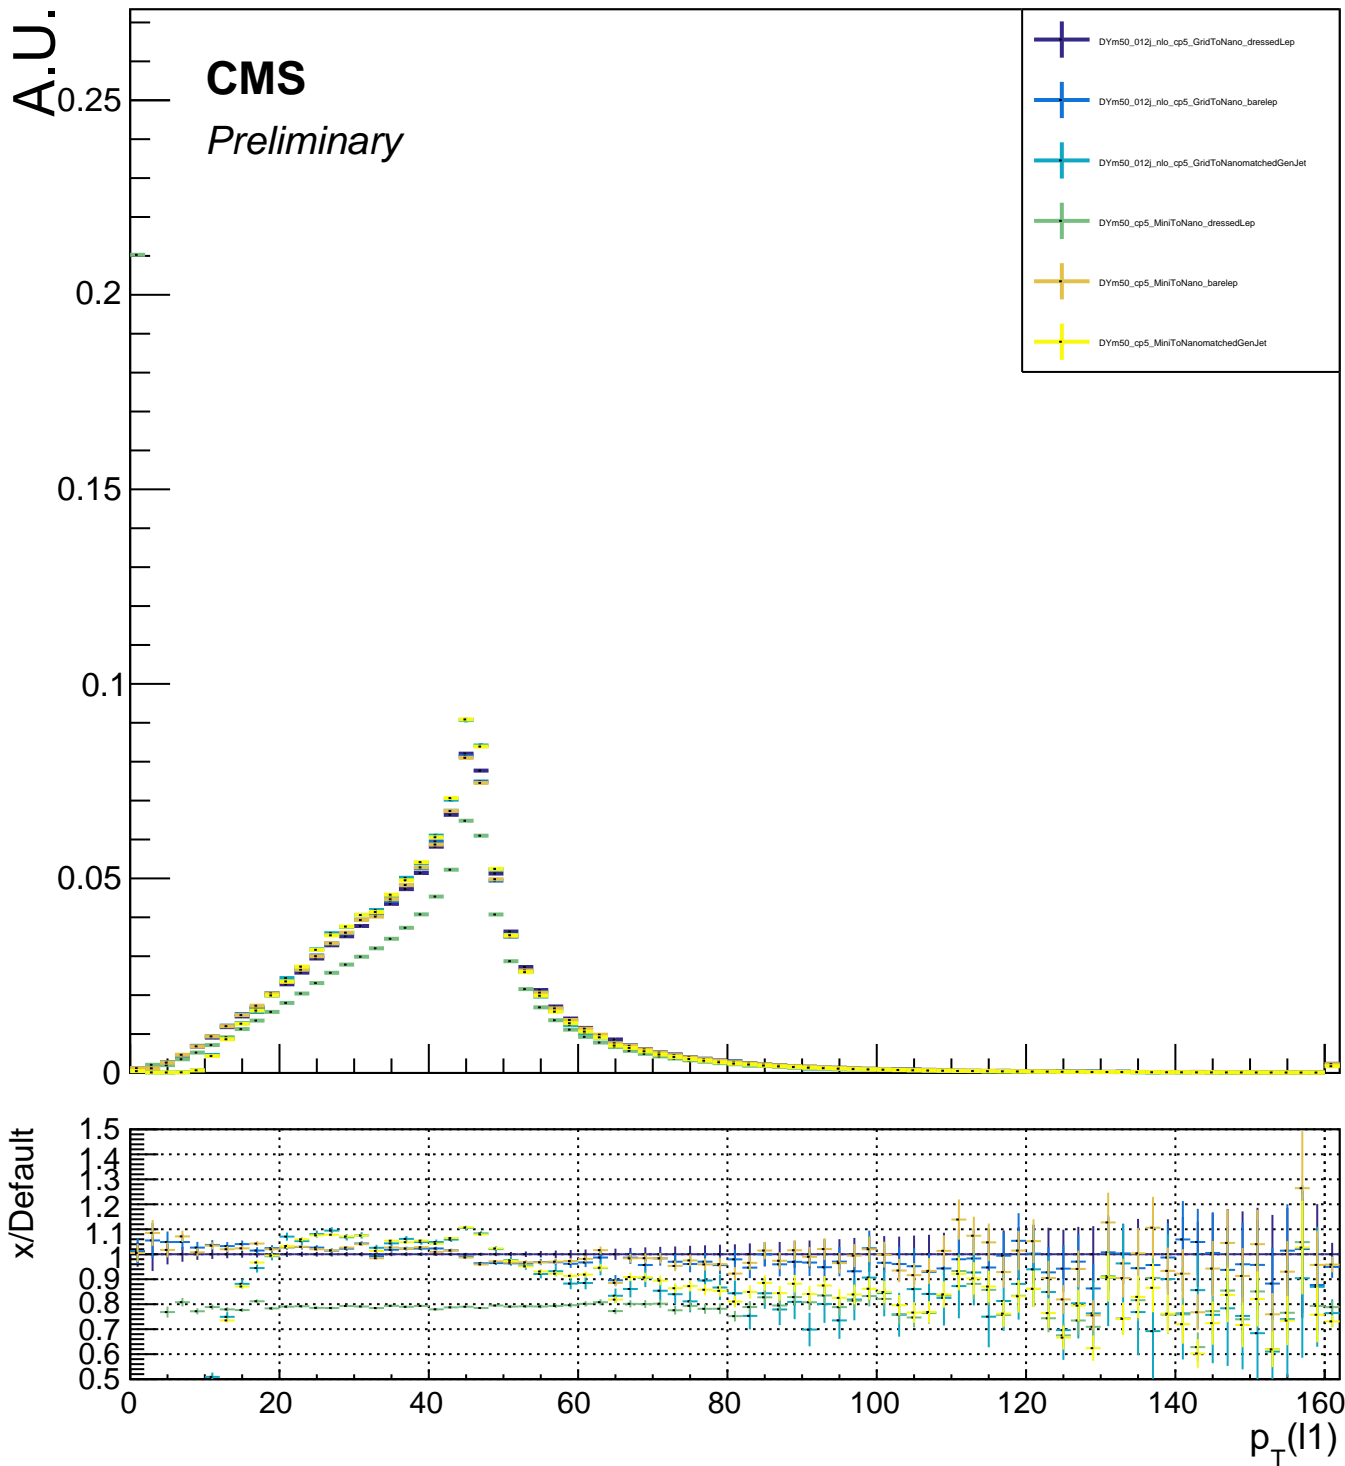 A.U.
CMS
Preliminary
DYm50_012j_nlo_cp5_GridToNano_dressedLep
DYm50_012j_nlo_cp5_GridToNano_barelep
DYm50_012j_nlo_cp5_GridToNanomatchedGenJet
DYm50_cp5_MiniToNano_dressedLep
DYm50_cp5_MiniToNano_barelep
DYm50_cp5_MiniToNanomatchedGenJet
0.25
0.2
0.15
0.1
0.05
0
x/Default
1.5
1.4
1.3
1.2
1.1
1
0.9
0.8
0.7
0.6
0.5
0 20 40 60 80 100 120 140 160
p_T(l1)